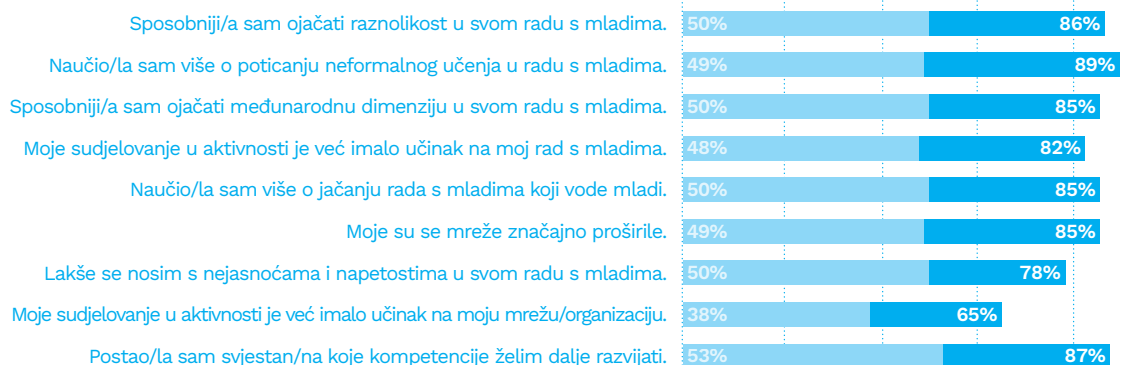 Sposobniji/a sam ojačati raznolikost u svom radu s mladima. 50% 86%
Naučio/la sam više o poticanju neformalnog učenja u radu s mladima. 49% 89%
Sposobniji/a sam ojačati međunarodnu dimenziju u svom radu s mladima. 50% 85%
Moje sudjelovanje u aktivnosti je već imalo učinak na moj rad s mladima. 48% 82%
Naučio/la sam više o jačanju rada s mladima koji vode mladi. 50% 85%
Moje su se mreže značajno proširile. 49% 85%
Lakše se nosim s nejasnoćama i napetostima u svom radu s mladima. 50% 78%
Moje sudjelovanje u aktivnosti je već imalo učinak na moju mrežu/organizaciju. 38% 65%
Postao/la sam svjestan/na koje kompetencije želim dalje razvijati. 53% 87%